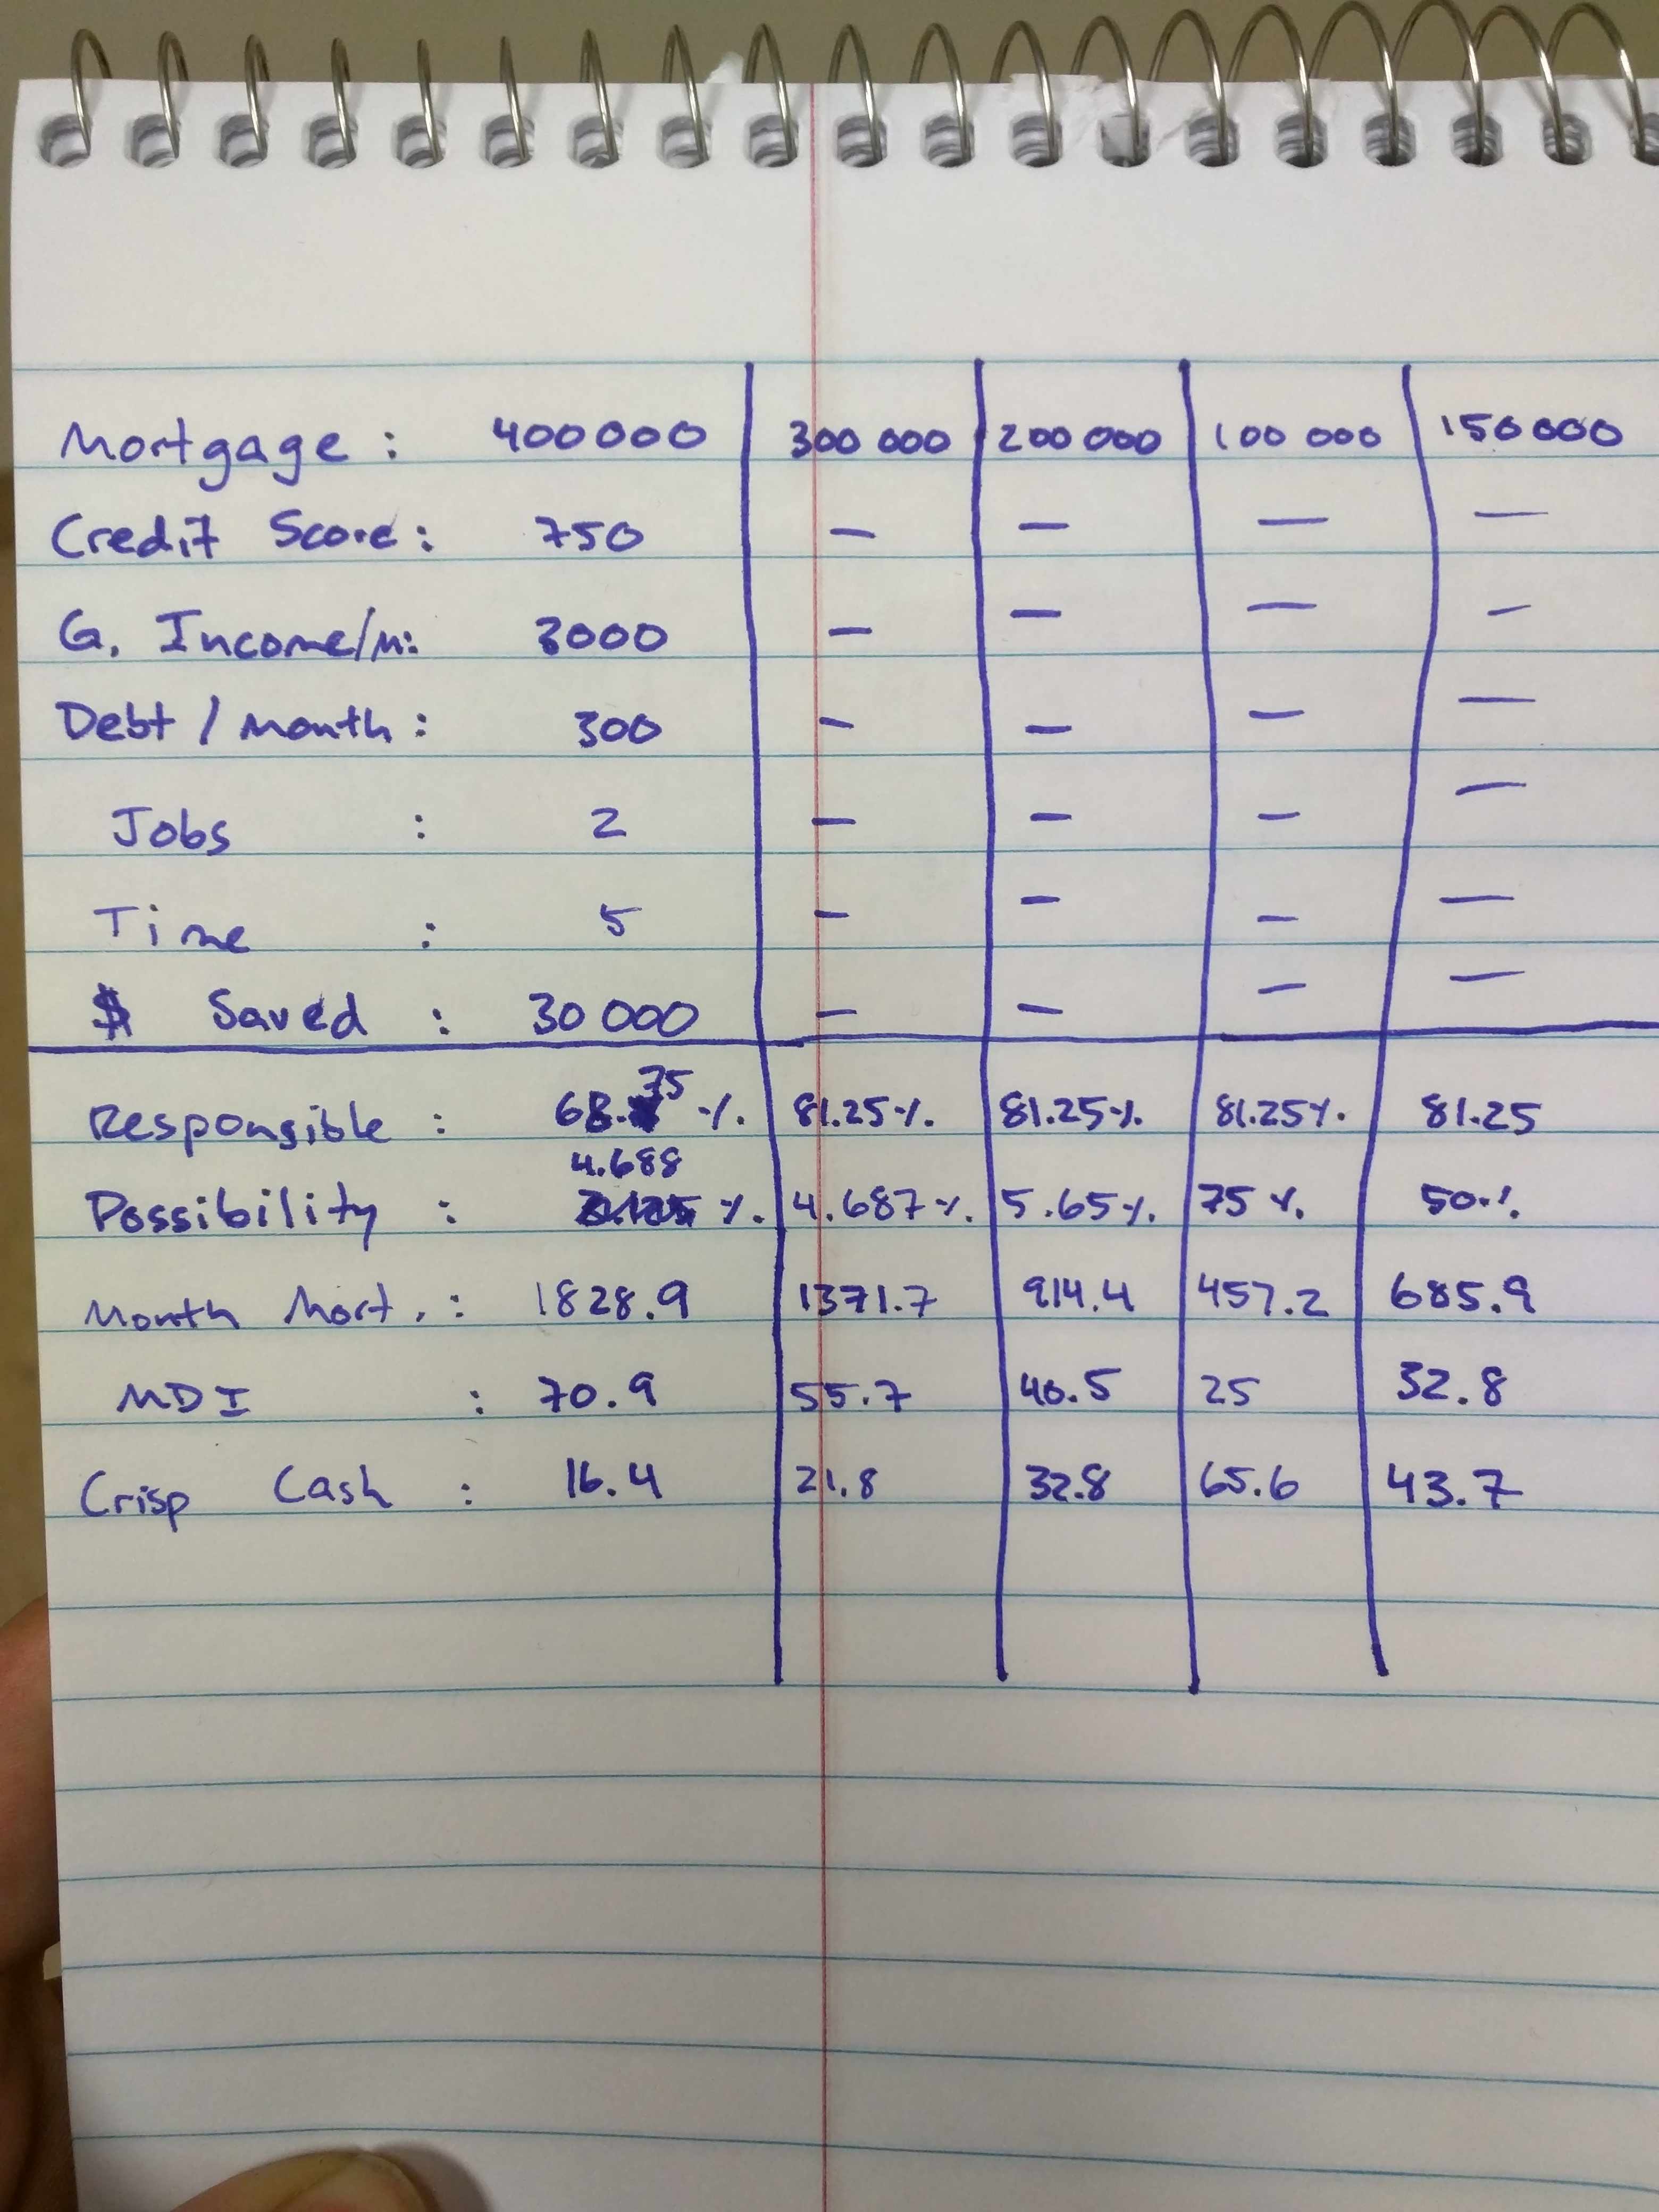 Mortgage : 400000 300 000 200 000 100 000 150000
Credit Score : 750 — — — —
G. Income/m: 3000 — — — —
Debt / Month : 300 — — — —
Jobs : 2 — — — —
Time : 5 — — — —
$ Saved : 30 000 — — — —
Responsible : 68.75 % 81.25% 81.25% 81.25% 81.25
Possibility : 4.688 % 4.687 % 5.65% 75 % 50%
Month Mort. : 1828.9 1371.7 914.4 457.2 685.9
MDI : 70.9 55.7 40.5 25 32.8
Crisp Cash : 16.4 21.8 32.8 65.6 43.7